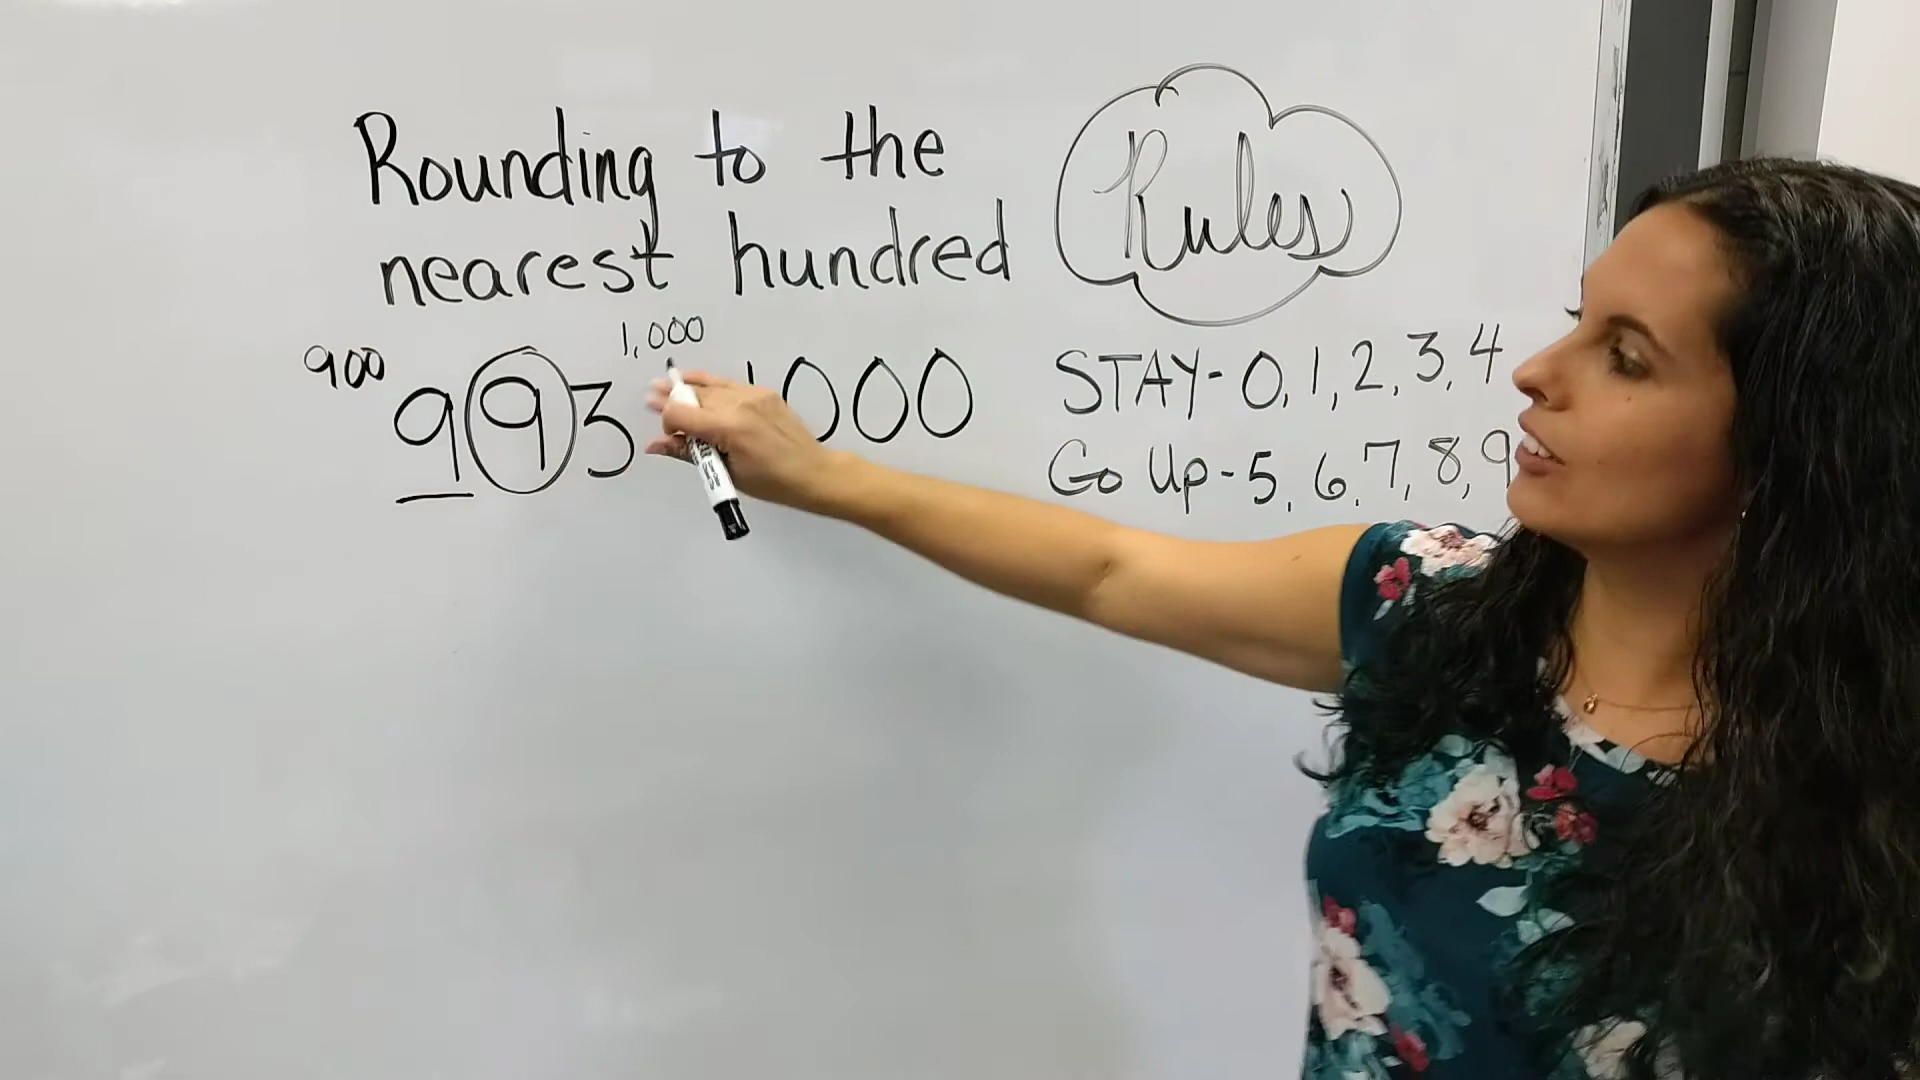 Rounding to the
nearest hundred
Rules
900 993 1,000 1000
STAY- 0, 1, 2, 3, 4
Go Up - 5, 6, 7, 8, 9